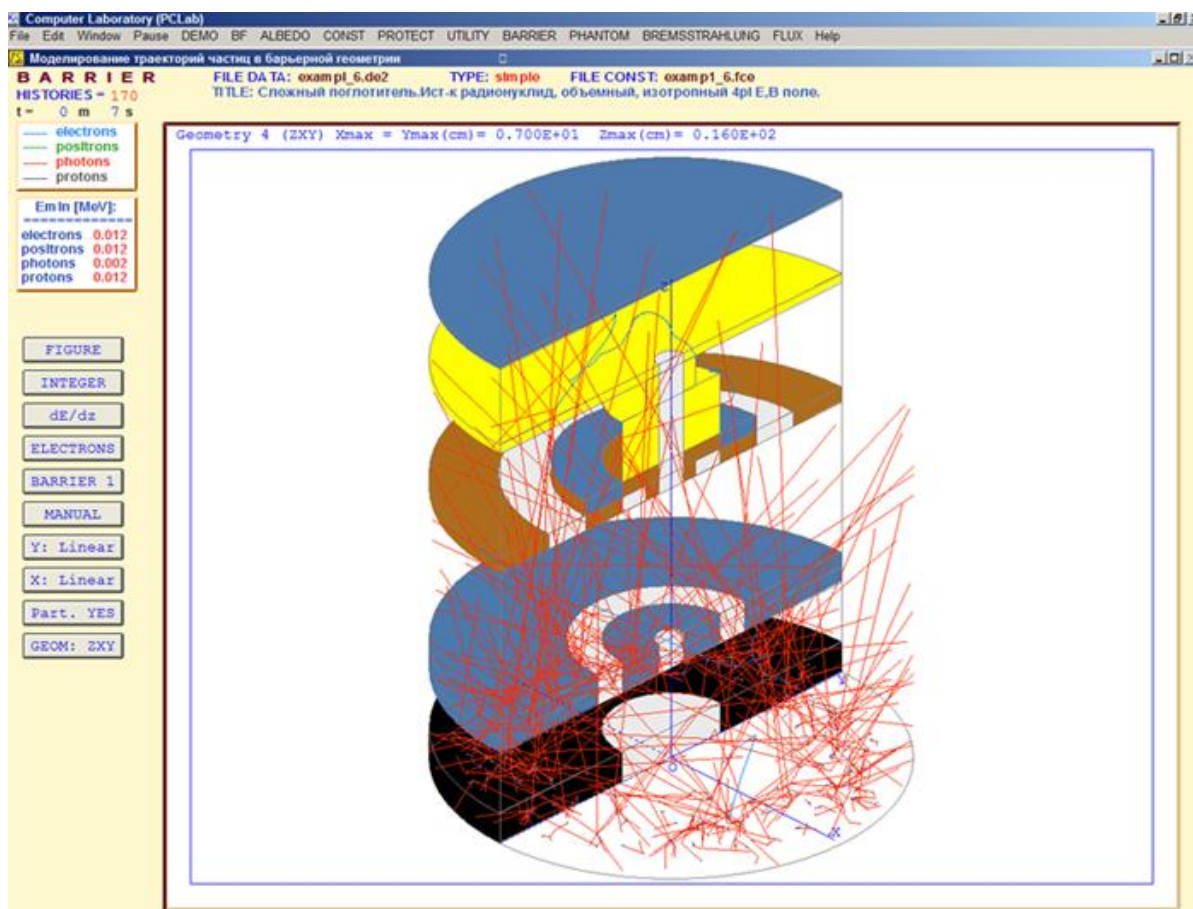 Computer Laboratory (PCLab)
File Edit Window Pause DEMO BF ALBEDO CONST PROTECT UTILITY BARRIER PHANTOM BREMSSTRAHLUNG FLUX Help
Моделирование траекторий частиц в барьерной геометрии
BARRIER FILE DATA: exampl_6.de2 TYPE: simple FILE CONST: examp1_6.fce
HISTORIES = 170 TITLE: Сложный поглотитель.Ист-к радионуклид, объемный, изотропный 4pi E,B поле.
t = 0 m 7 s
electrons
positrons
photons
protons
Geometry 4 (ZXY) Xmax = Ymax(cm)= 0.700E+01 Zmax(cm)= 0.160E+02
Emin [MeV]:
=============
electrons 0.012
positrons 0.012
photons 0.002
protons 0.012
FIGURE
INTEGER
dE/dz
ELECTRONS
BARRIER 1
MANUAL
Y: Linear
X: Linear
Part. YES
GEOM: ZXY
Z
Y
O
X